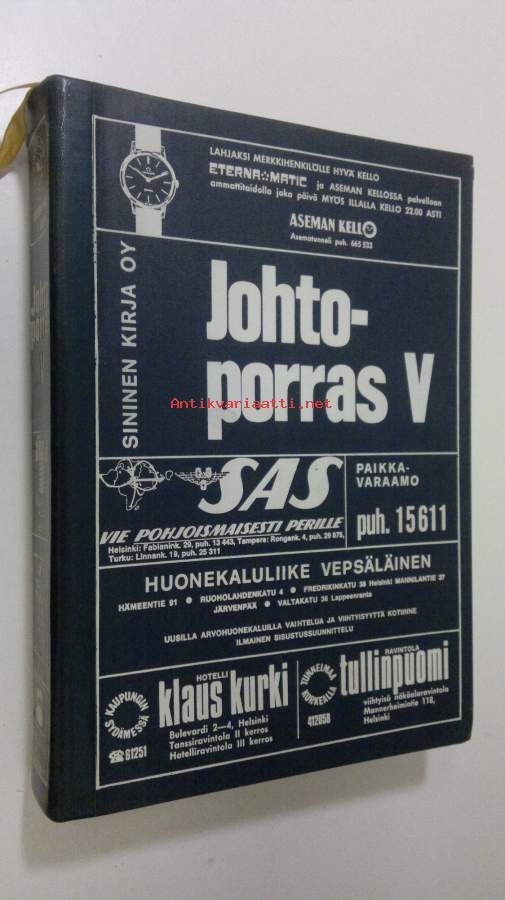 LAHJAKSI MERKKIHENKILÖLLE HYVÄ KELLO
ETERNA MATIC ja ASEMAN KELLOSSA palvellaan
ammattitaidolla joka päivä MYÖS ILLALLA KELLO 22.00 ASTI
ASEMAN KELLO
Asematunneli puh. 665 523
SININEN KIRJA OY
Johto-
porras V
Antikvariaatti.net
SAS
VIE POHJOISMAISESTI PERILLE
Helsinki: Fabianink. 29, puh. 13 443, Tampere: Rongank. 4, puh. 29 875,
Turku: Linnank. 19, puh. 25 311
PAIKKA-
VARAAMO
puh. 15611
HUONEKALULIIKE VEPSÄLÄINEN
HÄMEENTIE 91 • RUOHOLAHDENKATU 4 • FREDRIKINKATU 38 Helsinki MANNILANTIE 37
JÄRVENPÄÄ • VALTAKATU 36 Lappeenranta
UUSILLA ARVOHUONEKALUILLA VAIHTELUA JA VIIHTYISYYTTÄ KOTIINNE
ILMAINEN SISUSTUSSUUNNITTELU
KAUPUNGIN
SYDÄMESSÄ
HOTELLI
klaus kurki
Bulevardi 2–4, Helsinki
Tanssiravintola II kerros
Hotelliravintola III kerros
☎61251
TUNNELMAA
KORKEALLA
412058
RAVINTOLA
tullinpuomi
viihtyisä näköalaravintola
Mannerheimintie 118,
Helsinki